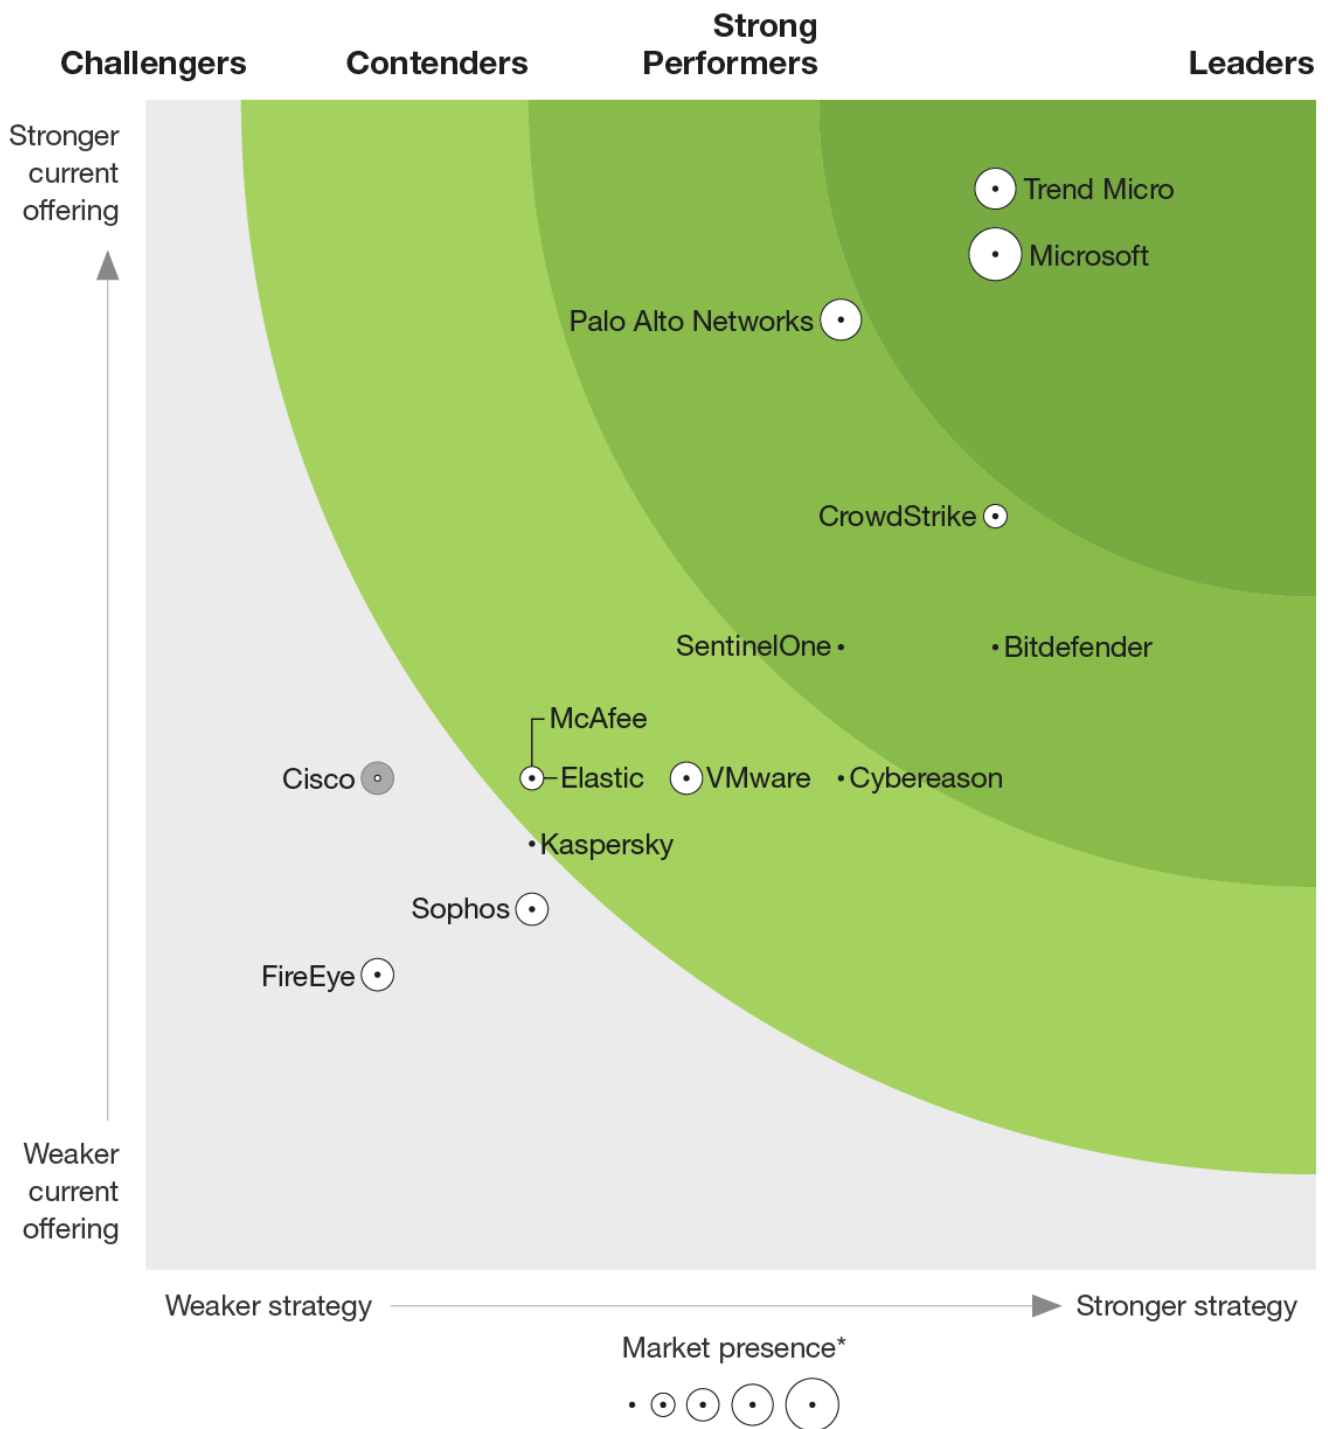 Strong
Challengers Contenders Performers Leaders
Stronger
current
offering
Trend Micro
Microsoft
Palo Alto Networks
CrowdStrike
SentinelOne
Bitdefender
McAfee
Cisco
Elastic
VMware
Cybereason
Kaspersky
Sophos
FireEye
Weaker
current
offering
Weaker strategy
Stronger strategy
Market presence*